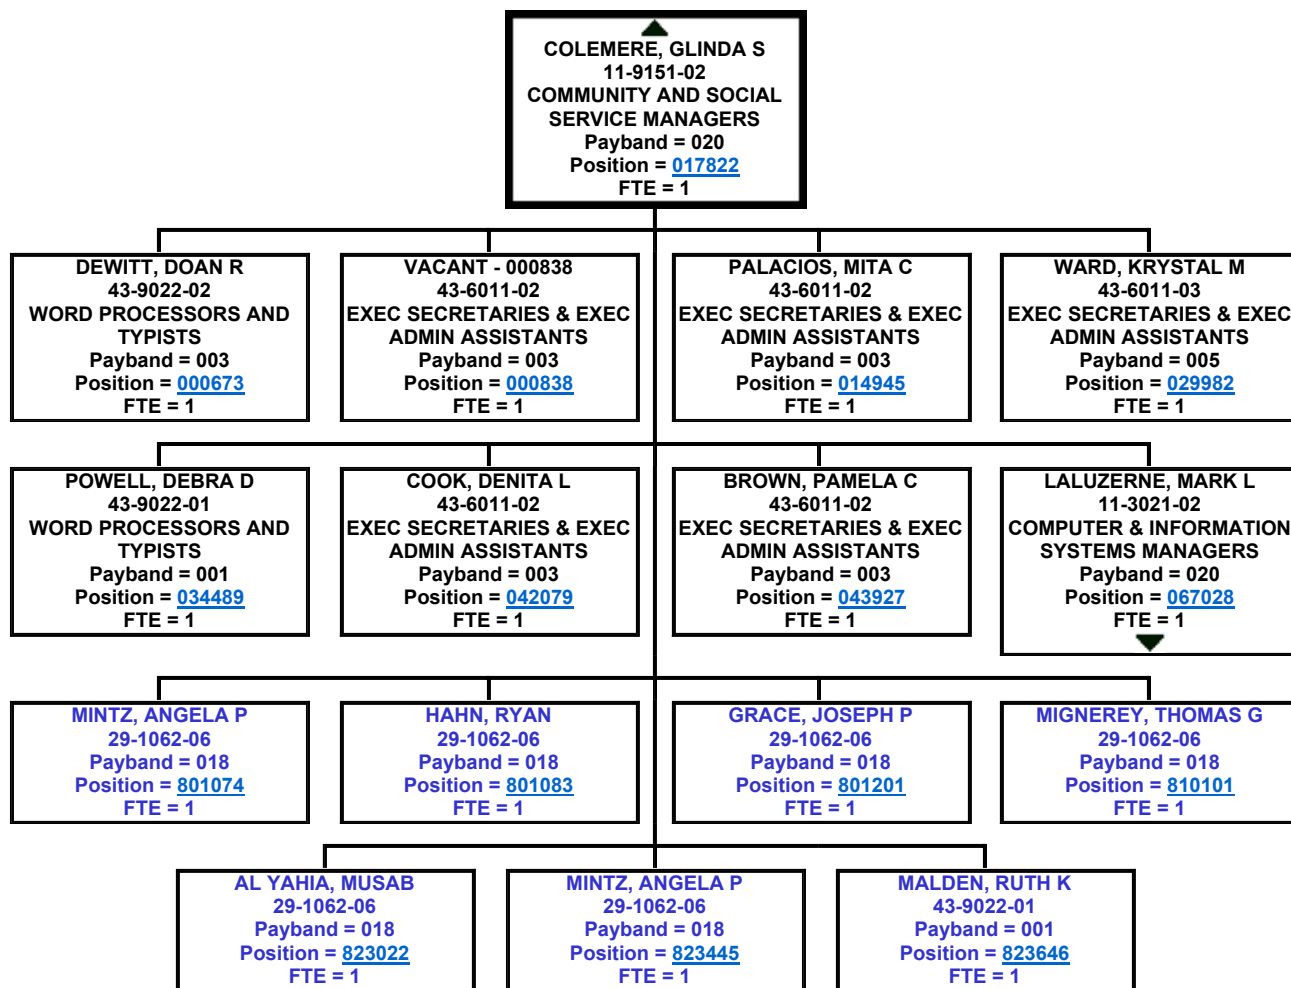 COLEMERE, GLINDA S
11-9151-02
COMMUNITY AND SOCIAL
SERVICE MANAGERS
Payband = 020
Position = 017822
FTE = 1
DEWITT, DOAN R
43-9022-02
WORD PROCESSORS AND
TYPISTS
Payband = 003
Position = 000673
FTE = 1
VACANT - 000838
43-6011-02
EXEC SECRETARIES & EXEC
ADMIN ASSISTANTS
Payband = 003
Position = 000838
FTE = 1
PALACIOS, MITA C
43-6011-02
EXEC SECRETARIES & EXEC
ADMIN ASSISTANTS
Payband = 003
Position = 014945
FTE = 1
WARD, KRYSTAL M
43-6011-03
EXEC SECRETARIES & EXEC
ADMIN ASSISTANTS
Payband = 005
Position = 029982
FTE = 1
POWELL, DEBRA D
43-9022-01
WORD PROCESSORS AND
TYPISTS
Payband = 001
Position = 034489
FTE = 1
COOK, DENITA L
43-6011-02
EXEC SECRETARIES & EXEC
ADMIN ASSISTANTS
Payband = 003
Position = 042079
FTE = 1
BROWN, PAMELA C
43-6011-02
EXEC SECRETARIES & EXEC
ADMIN ASSISTANTS
Payband = 003
Position = 043927
FTE = 1
LALUZERNE, MARK L
11-3021-02
COMPUTER & INFORMATION
SYSTEMS MANAGERS
Payband = 020
Position = 067028
FTE = 1
MINTZ, ANGELA P
29-1062-06
Payband = 018
Position = 801074
FTE = 1
HAHN, RYAN
29-1062-06
Payband = 018
Position = 801083
FTE = 1
GRACE, JOSEPH P
29-1062-06
Payband = 018
Position = 801201
FTE = 1
MIGNEREY, THOMAS G
29-1062-06
Payband = 018
Position = 810101
FTE = 1
AL YAHIA, MUSAB
29-1062-06
Payband = 018
Position = 823022
FTE = 1
MINTZ, ANGELA P
29-1062-06
Payband = 018
Position = 823445
FTE = 1
MALDEN, RUTH K
43-9022-01
Payband = 001
Position = 823646
FTE = 1